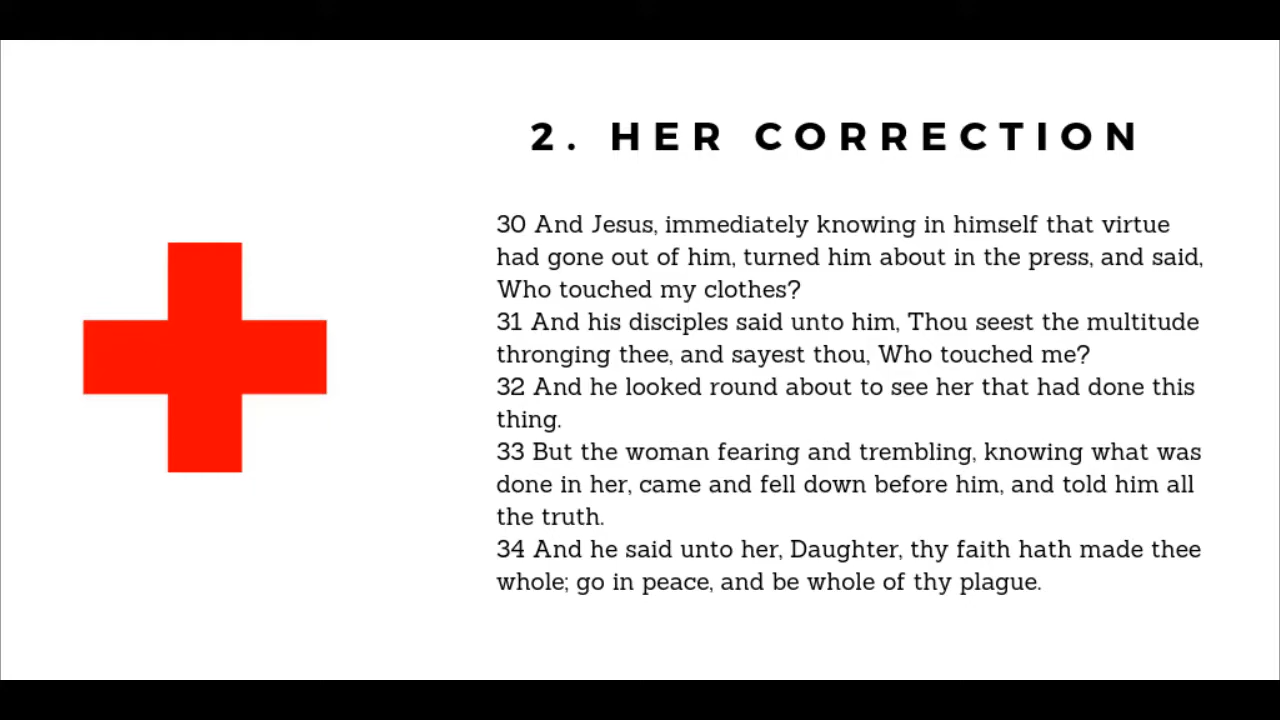 2. HER CORRECTION
30 And Jesus, immediately knowing in himself that virtue
had gone out of him, turned him about in the press, and said,
Who touched my clothes?
31 And his disciples said unto him, Thou seest the multitude
thronging thee, and sayest thou, Who touched me?
32 And he looked round about to see her that had done this
thing.
33 But the woman fearing and trembling, knowing what was
done in her, came and fell down before him, and told him all
the truth.
34 And he said unto her, Daughter, thy faith hath made thee
whole; go in peace, and be whole of thy plague.